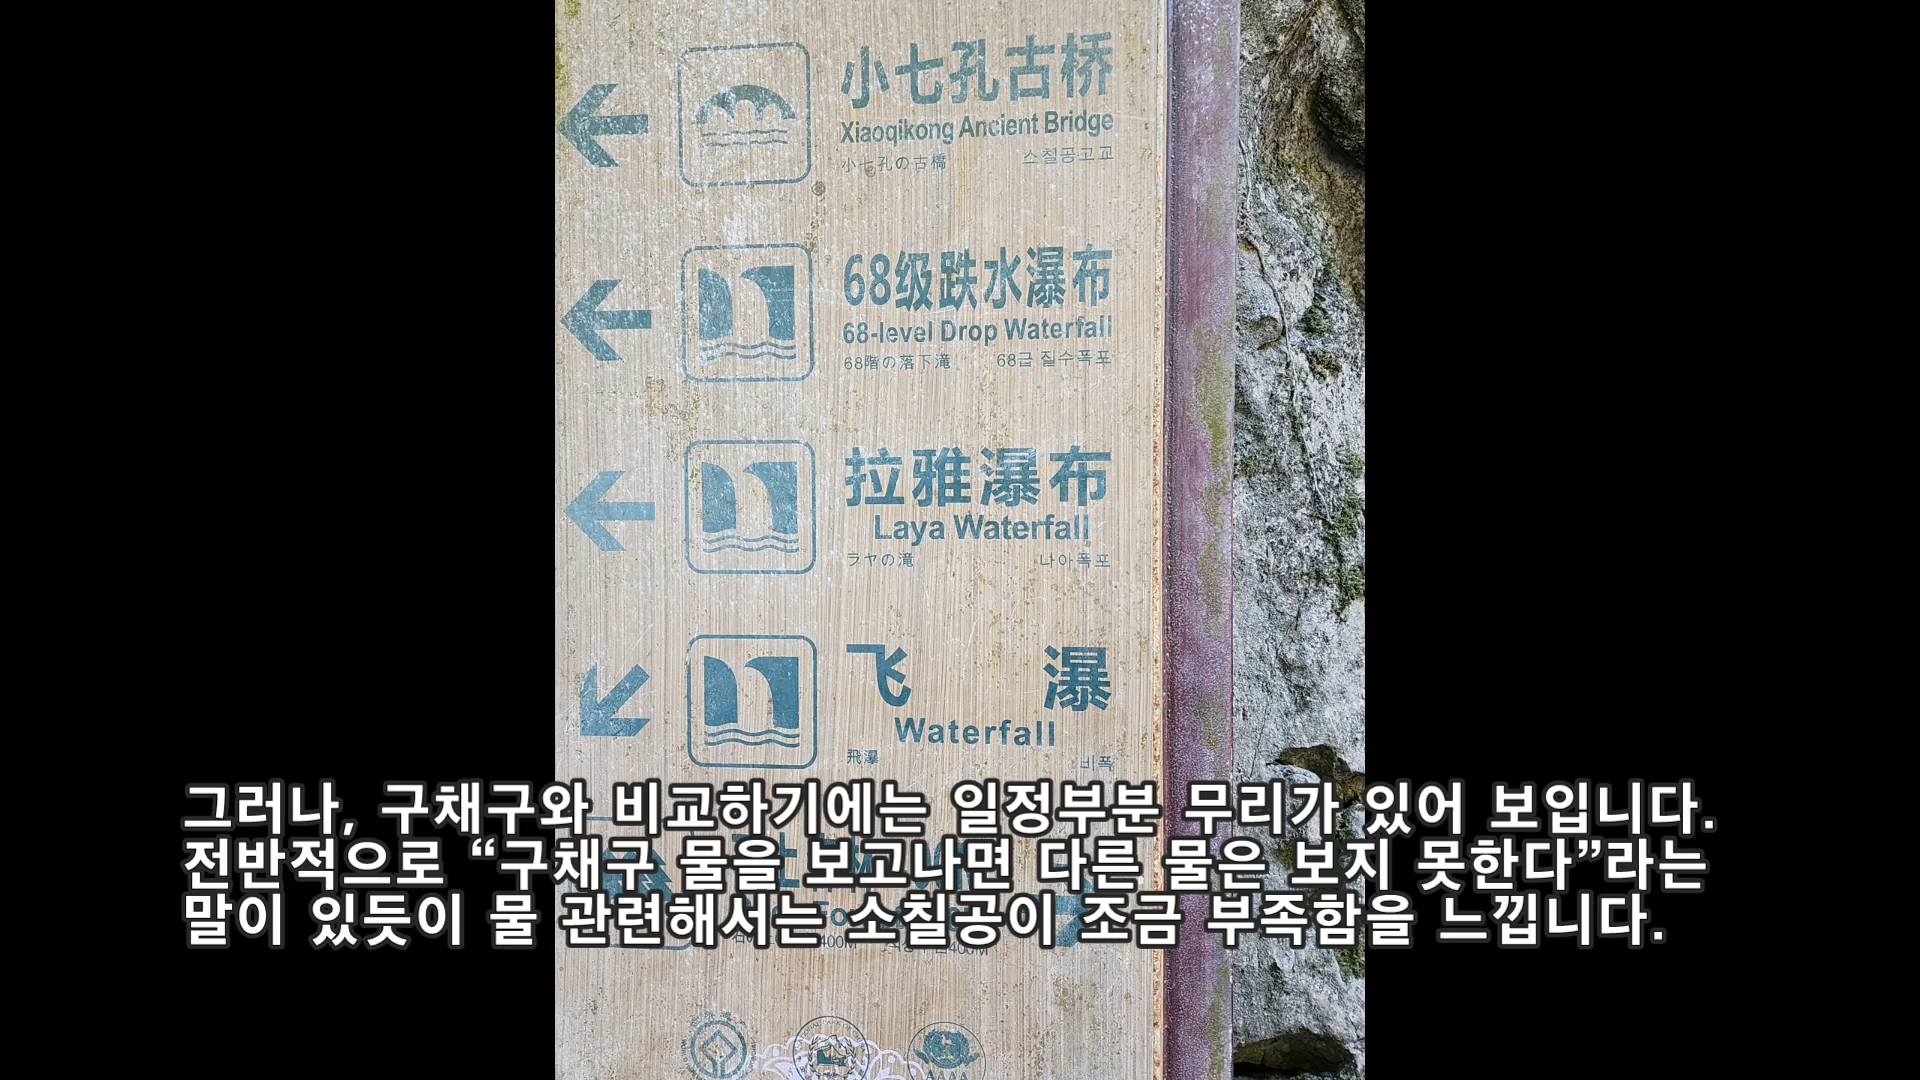 小七孔古桥
Xiaoqikong Ancient Bridge
小七孔の古橋 소칠공고교
68级跌水瀑布
68-level Drop Waterfall
68階の落下滝 68급 질수폭포
拉雅瀑布
Laya Waterfall
ラヤの滝 나아폭포
飞瀑
Waterfall
飛瀑 비폭
그러나, 구채구와 비교하기에는 일정부분 무리가 있어 보입니다.
전반적으로 “구채구 물을 보고나면 다른 물은 보지 못한다”라는
말이 있듯이 물 관련해서는 소칠공이 조금 부족함을 느낍니다.
AAAA